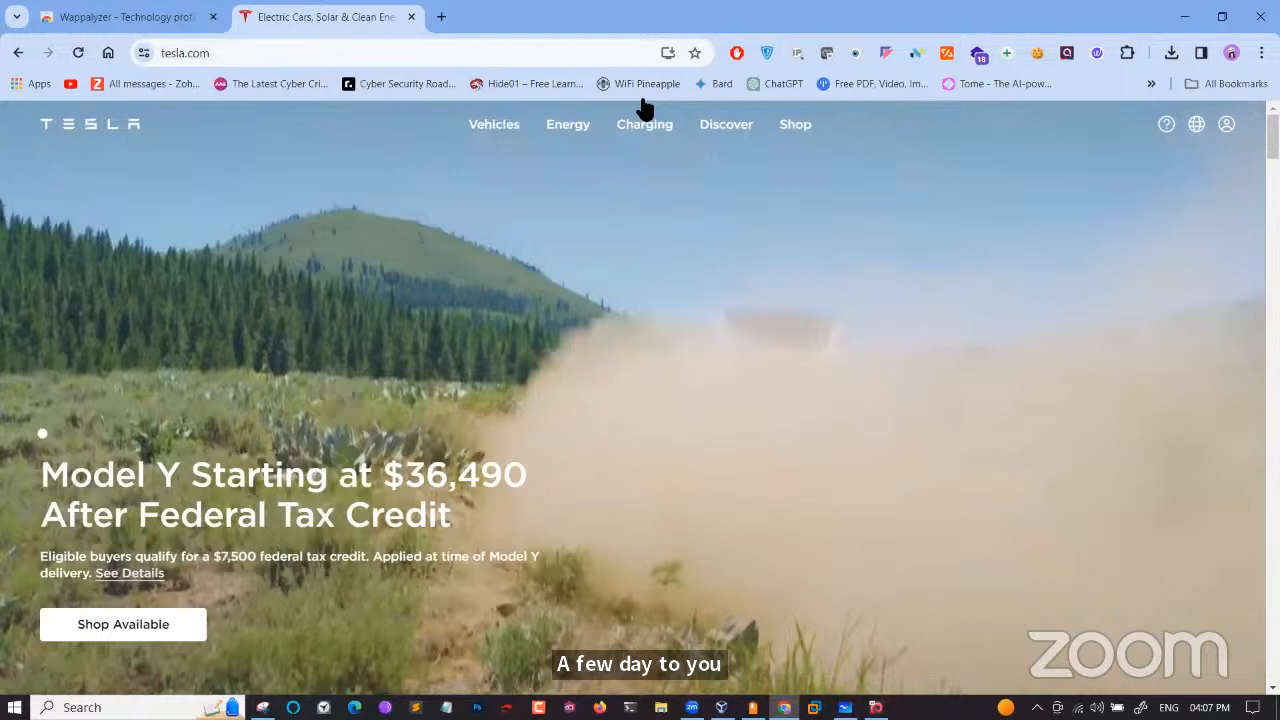 Wappalyzer - Technology profi
Electric Cars, Solar & Clean Ene
tesla.com
Apps
All messages - Zoh...
The Latest Cyber Cri...
Cyber Security Road...
Hide01 – Free Learn...
WiFi Pineapple
Bard
ChatGPT
Free PDF, Video, Im...
Tome - The AI-pow...
All Bookmarks
18
TESLA
Vehicles
Energy
Charging
Discover
Shop
Model Y Starting at $36,490
After Federal Tax Credit
Eligible buyers qualify for a $7,500 federal tax credit. Applied at time of Model Y
delivery. See Details
Shop Available
A few day to you
zoom
Search
ENG
04:07 PM